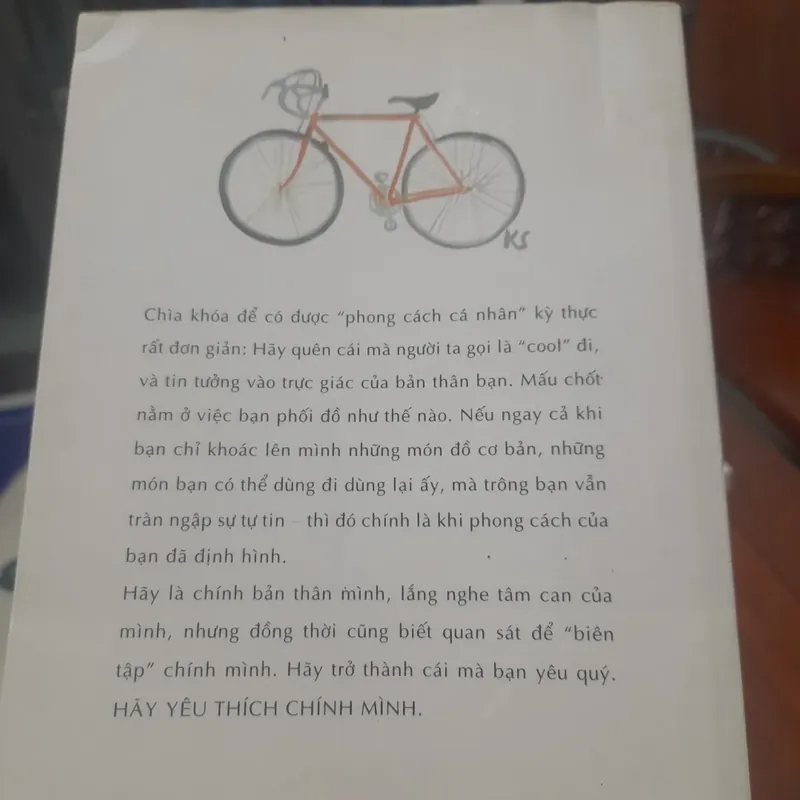 KS
Chìa khóa để có được “phong cách cá nhân” kỳ thực
rất đơn giản: Hãy quên cái mà người ta gọi là “cool” đi,
và tin tưởng vào trực giác của bản thân bạn. Mấu chốt
nằm ở việc bạn phối đồ như thế nào. Nếu ngay cả khi
bạn chỉ khoác lên mình những món đồ cơ bản, những
món bạn có thể dùng đi dùng lại ấy, mà trông bạn vẫn
tràn ngập sự tự tin – thì đó chính là khi phong cách của
bạn đã định hình.
Hãy là chính bản thân mình, lắng nghe tâm can của
mình, nhưng đồng thời cũng biết quan sát để “biên
tập” chính mình. Hãy trở thành cái mà bạn yêu quý.
HÃY YÊU THÍCH CHÍNH MÌNH.